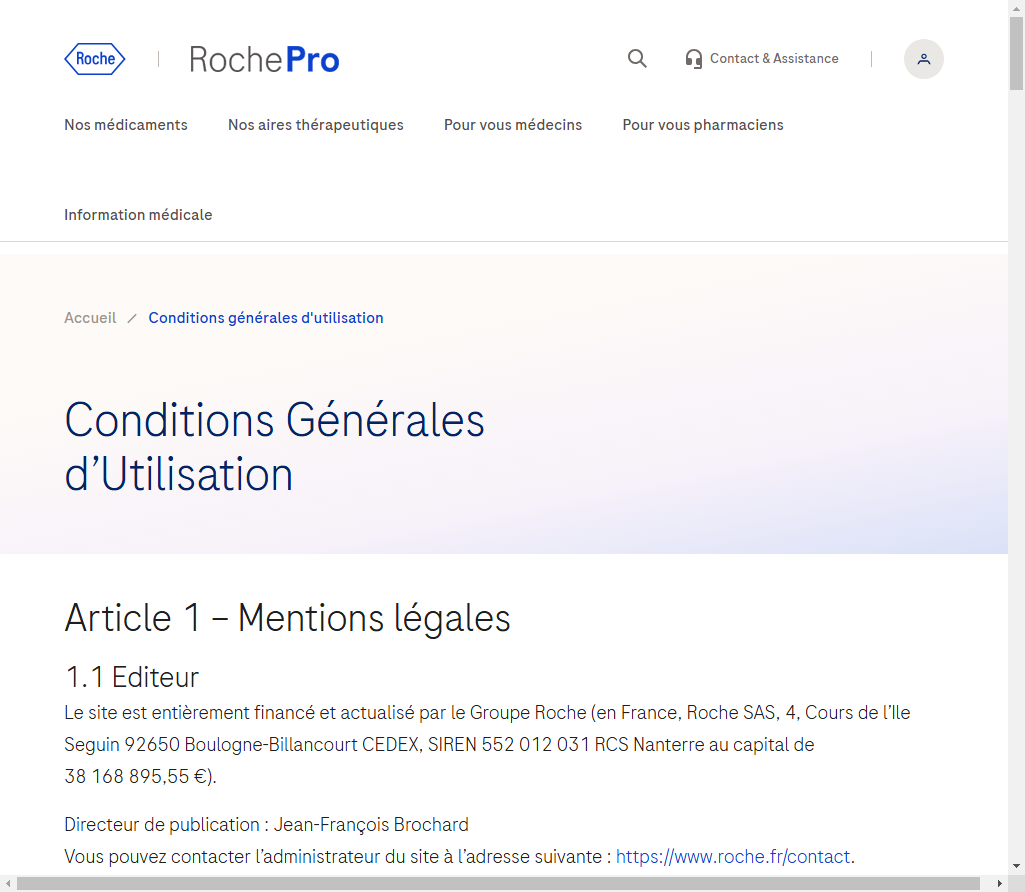 Roche
RochePro
Contact & Assistance
Nos médicaments
Nos aires thérapeutiques
Pour vous médecins
Pour vous pharmaciens
Information médicale
Accueil / Conditions générales d'utilisation
Conditions Générales
d’Utilisation
Article 1 – Mentions légales
1.1 Editeur
Le site est entièrement financé et actualisé par le Groupe Roche (en France, Roche SAS, 4, Cours de l’Ile
Seguin 92650 Boulogne-Billancourt CEDEX, SIREN 552 012 031 RCS Nanterre au capital de
38 168 895,55 €).
Directeur de publication : Jean-François Brochard
Vous pouvez contacter l’administrateur du site à l’adresse suivante : https://www.roche.fr/contact.